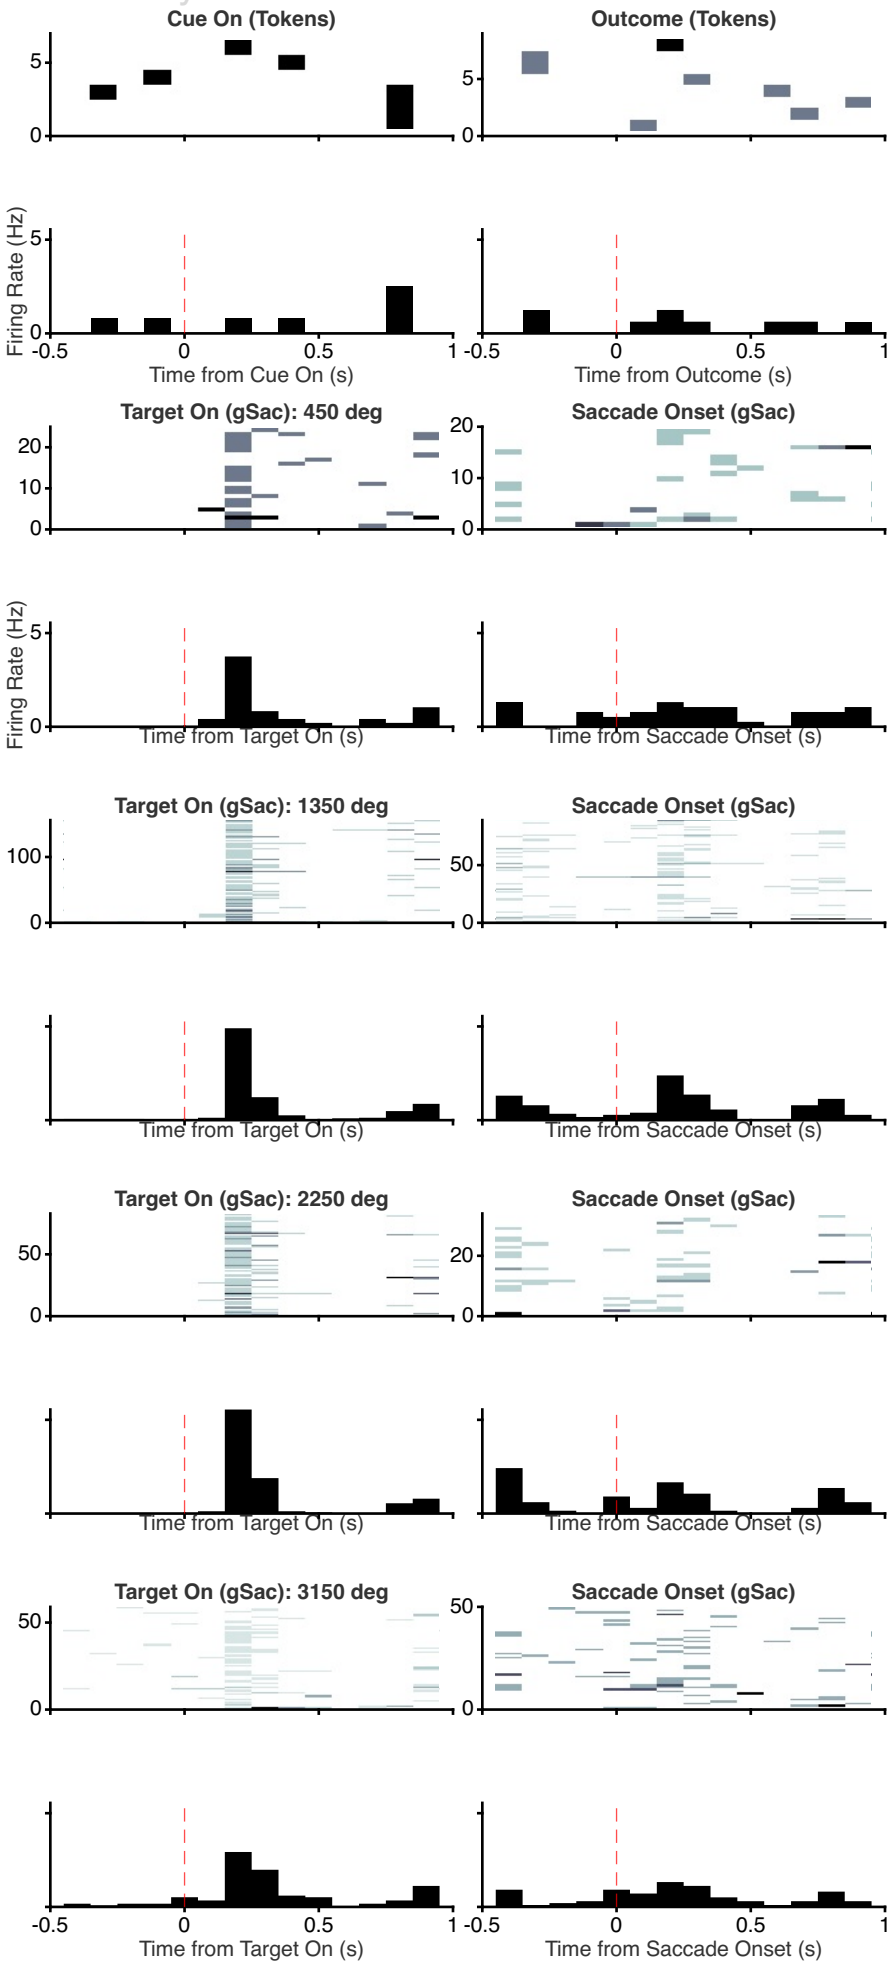 Cue On (Tokens) Outcome (Tokens)
5 5
0 0
Firing Rate (Hz)
5
0
-0.5 0 0.5 1 -0.5 0 0.5 1
Time from Cue On (s) Time from Outcome (s)
Target On (gSac): 450 deg Saccade Onset (gSac)
20 20
10 10
0 0
Firing Rate (Hz)
5
0
Time from Target On (s) Time from Saccade Onset (s)
Target On (gSac): 1350 deg Saccade Onset (gSac)
100 50
0 0
Time from Target On (s) Time from Saccade Onset (s)
Target On (gSac): 2250 deg Saccade Onset (gSac)
50 20
0 0
Time from Target On (s) Time from Saccade Onset (s)
Target On (gSac): 3150 deg Saccade Onset (gSac)
50 50
0 0
-0.5 0 0.5 1 -0.5 0 0.5 1
Time from Target On (s) Time from Saccade Onset (s)